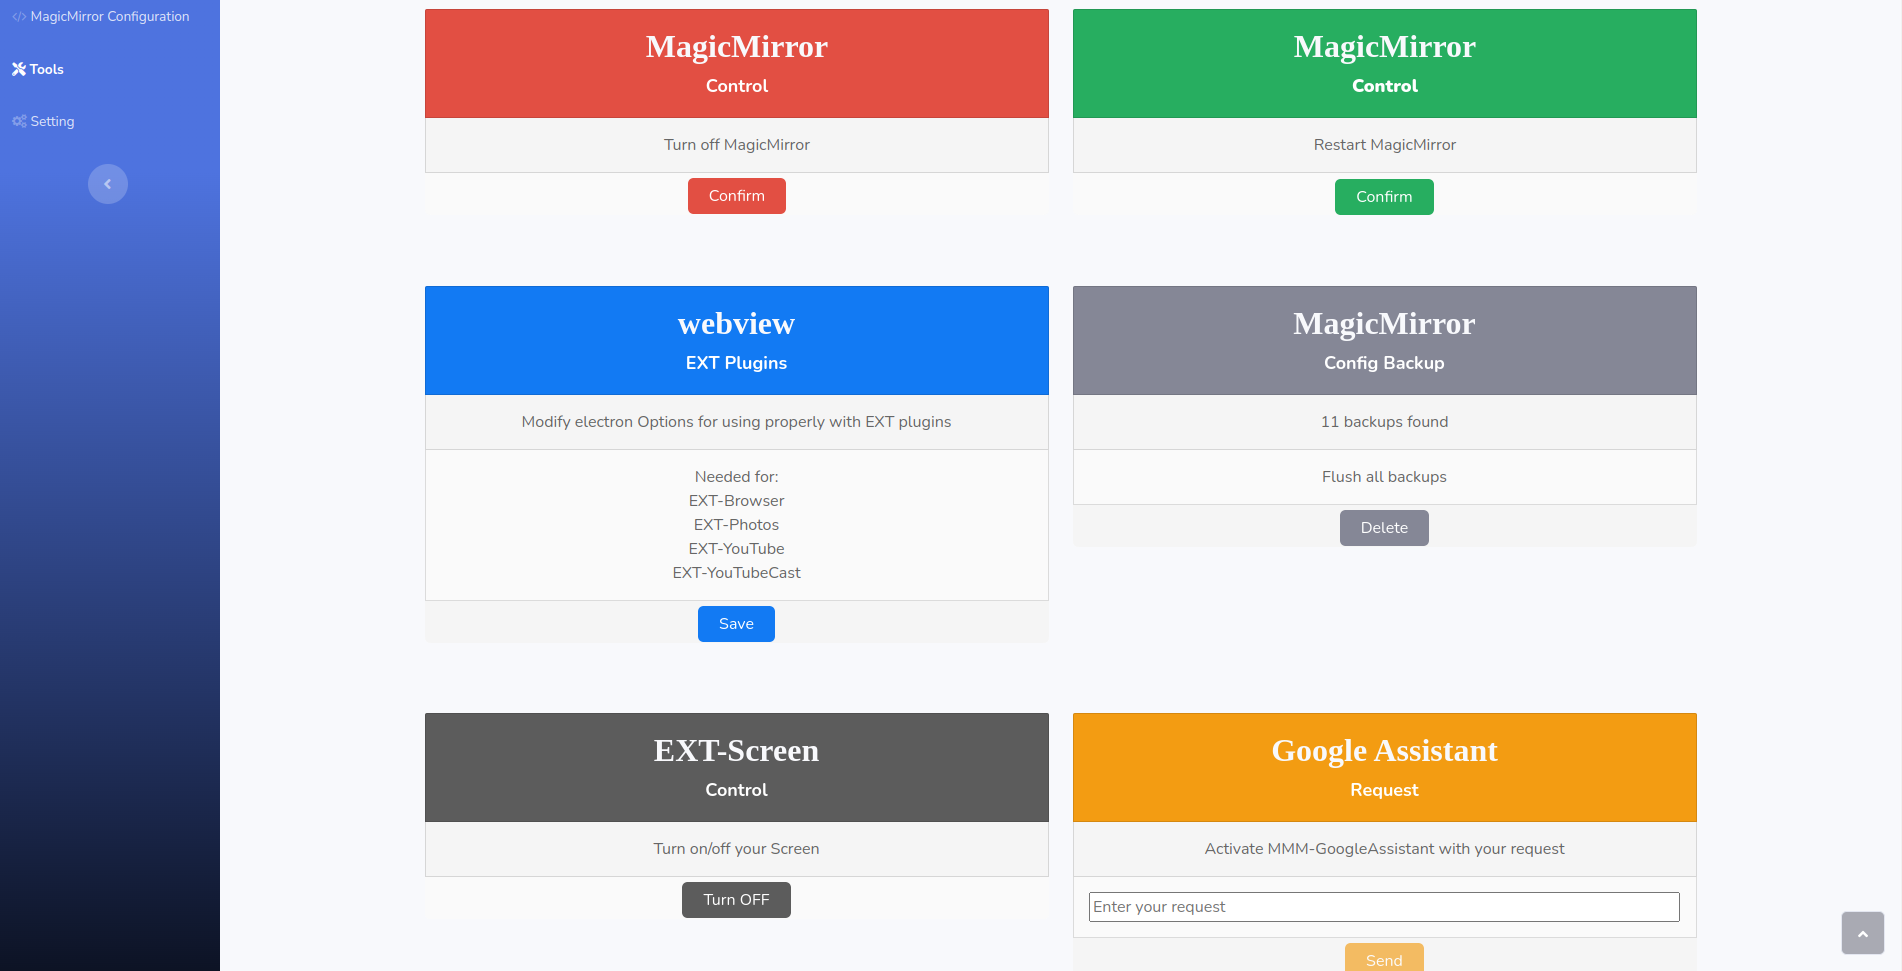 MagicMirror Configuration
Tools
Setting
MagicMirror
Control
Turn off MagicMirror
Confirm
MagicMirror
Control
Restart MagicMirror
Confirm
webview
EXT Plugins
Modify electron Options for using properly with EXT plugins
Needed for:
EXT-Browser
EXT-Photos
EXT-YouTube
EXT-YouTubeCast
Save
MagicMirror
Config Backup
11 backups found
Flush all backups
Delete
EXT-Screen
Control
Turn on/off your Screen
Turn OFF
Google Assistant
Request
Activate MMM-GoogleAssistant with your request
Enter your request
Send